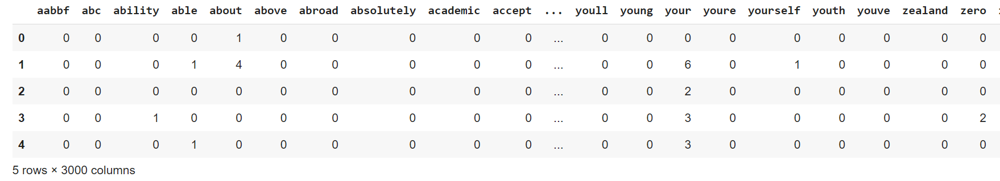 aabbf abc ability able about above abroad absolutely academic accept ... youll young your youre yourself youth youve zealand zero
0 0 0 0 0 1 0 0 0 0 0 ... 0 0 0 0 0 0 0 0 0
1 0 0 0 1 4 0 0 0 0 0 ... 0 0 6 0 1 0 0 0 0
2 0 0 0 0 0 0 0 0 0 0 ... 0 0 2 0 0 0 0 0 0
3 0 0 1 0 0 0 0 0 0 0 ... 0 0 3 0 0 0 0 0 2
4 0 0 0 1 0 0 0 0 0 0 ... 0 0 3 0 0 0 0 0 0
5 rows × 3000 columns